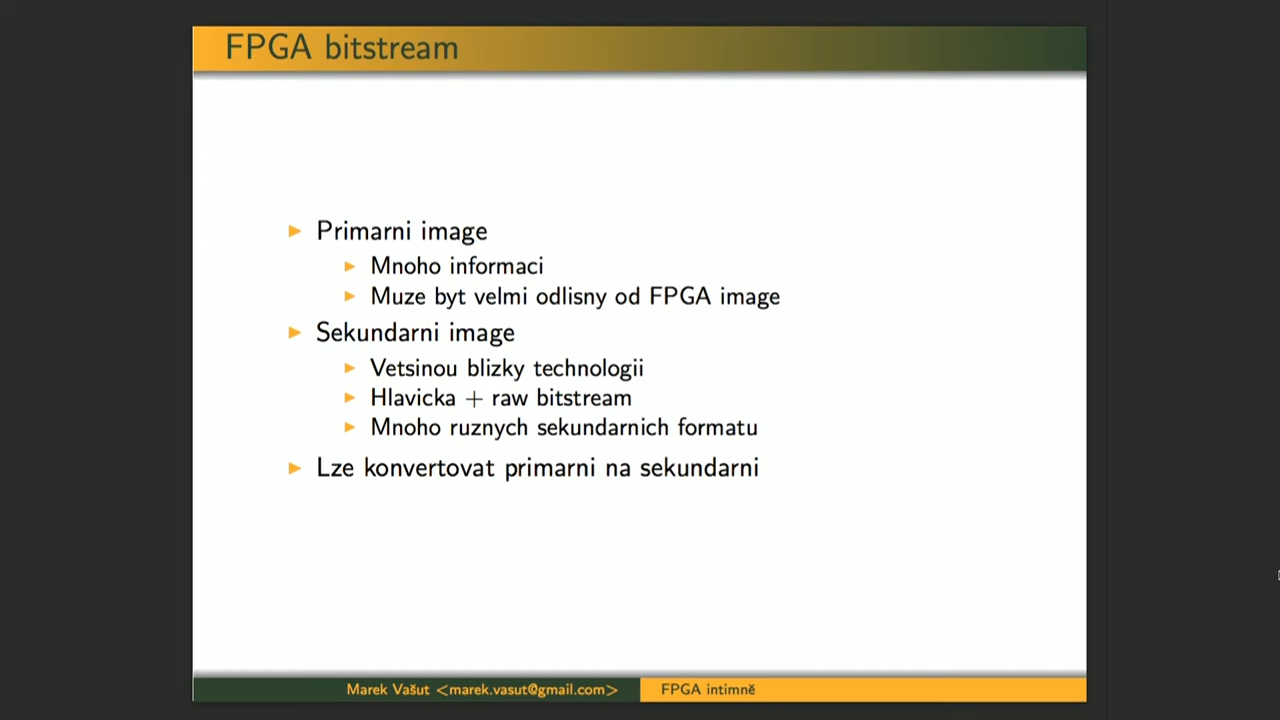 FPGA bitstream
Primarni image
Mnoho informaci
Muze byt velmi odlisny od FPGA image
Sekundarni image
Vetsinou blizky technologii
Hlavicka + raw bitstream
Mnoho ruznych sekundarnich formatu
Lze konvertovat primarni na sekundarni
Marek Vašut <marek.vasut@gmail.com>
FPGA intimně